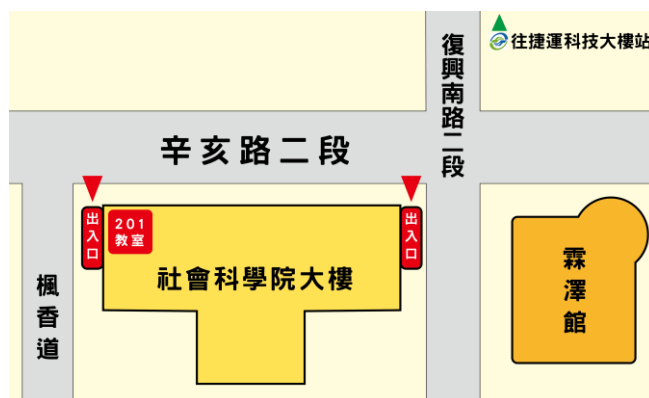 往捷運科技大樓站
復興南路二段
辛亥路二段
出入口
201
教室
出入口
社會科學院大樓
楓香道
霖澤館